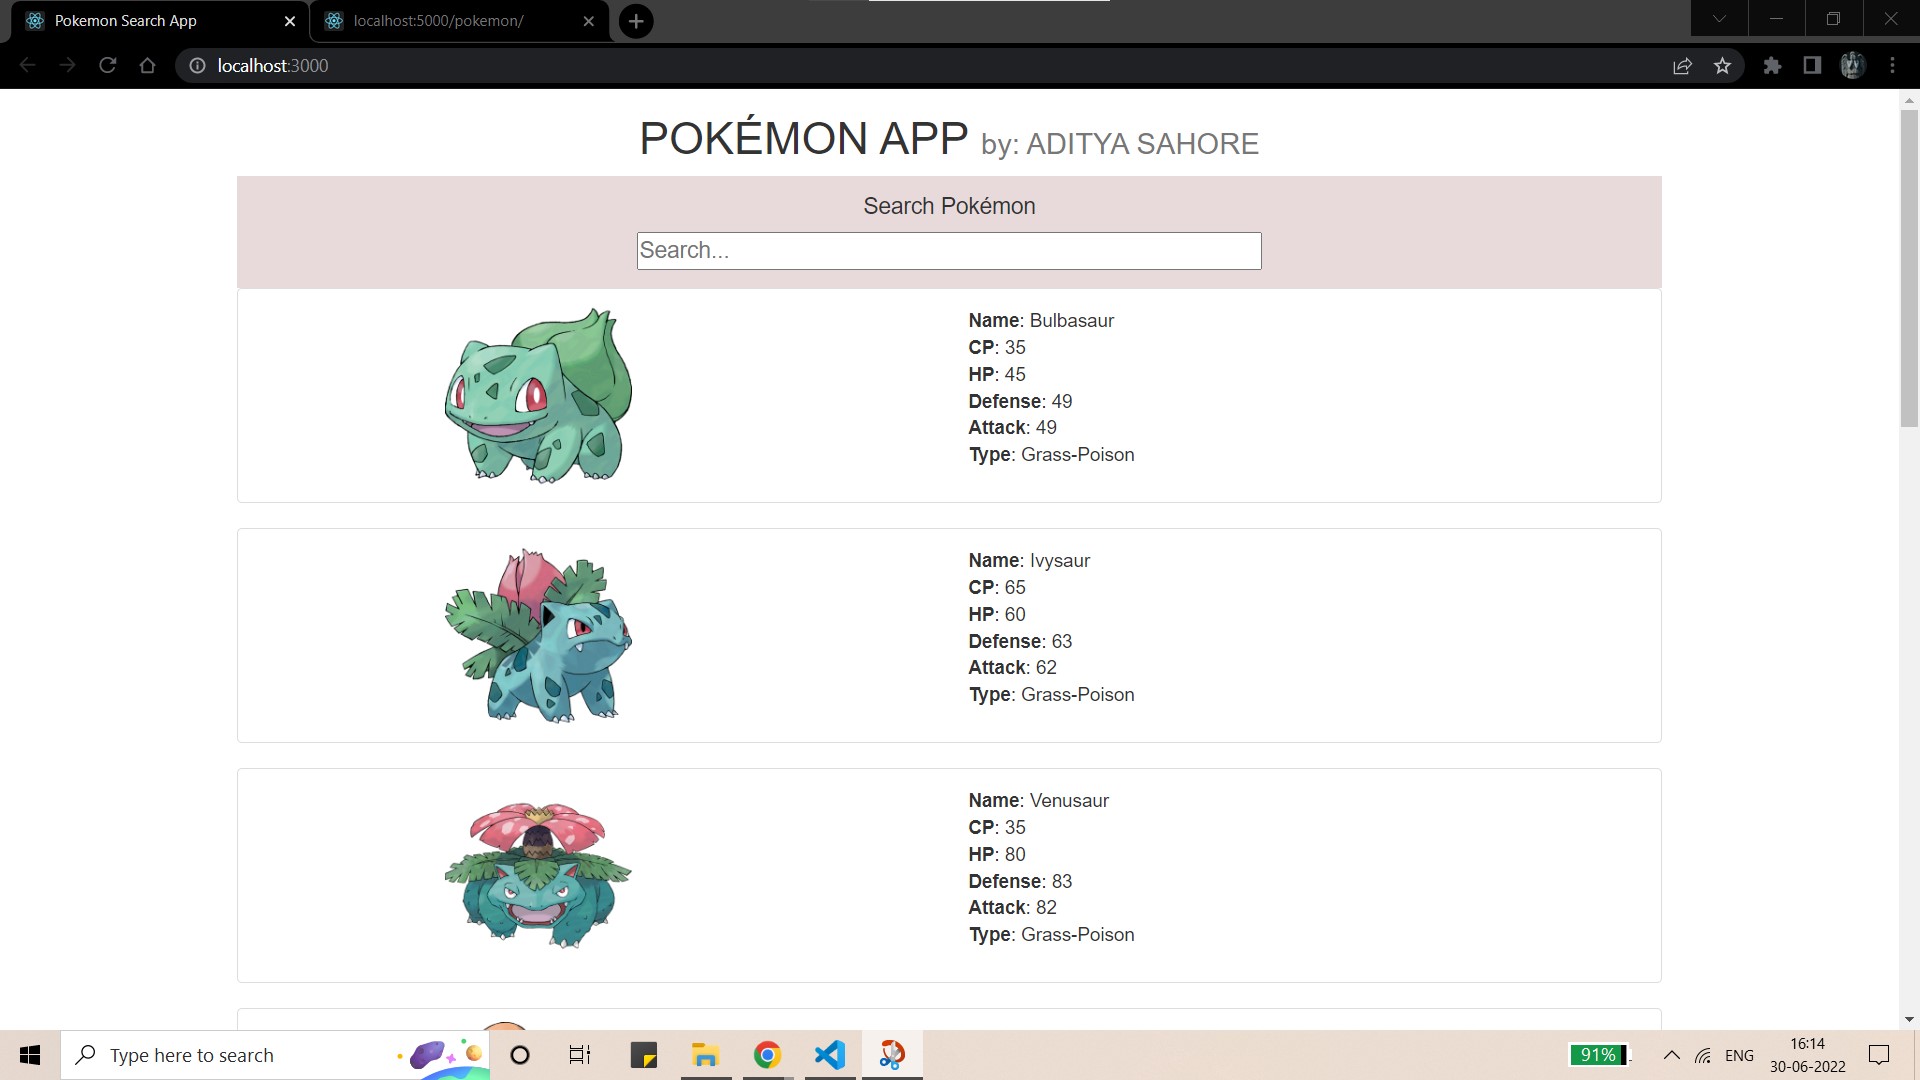 Pokemon Search App
localhost:5000/pokemon/
localhost:3000
POKÉMON APP by: ADITYA SAHORE
Search Pokémon
Search...
Name: Bulbasaur
CP: 35
HP: 45
Defense: 49
Attack: 49
Type: Grass-Poison
Name: Ivysaur
CP: 65
HP: 60
Defense: 63
Attack: 62
Type: Grass-Poison
Name: Venusaur
CP: 35
HP: 80
Defense: 83
Attack: 82
Type: Grass-Poison
Type here to search
91%
ENG
16:14
30-06-2022